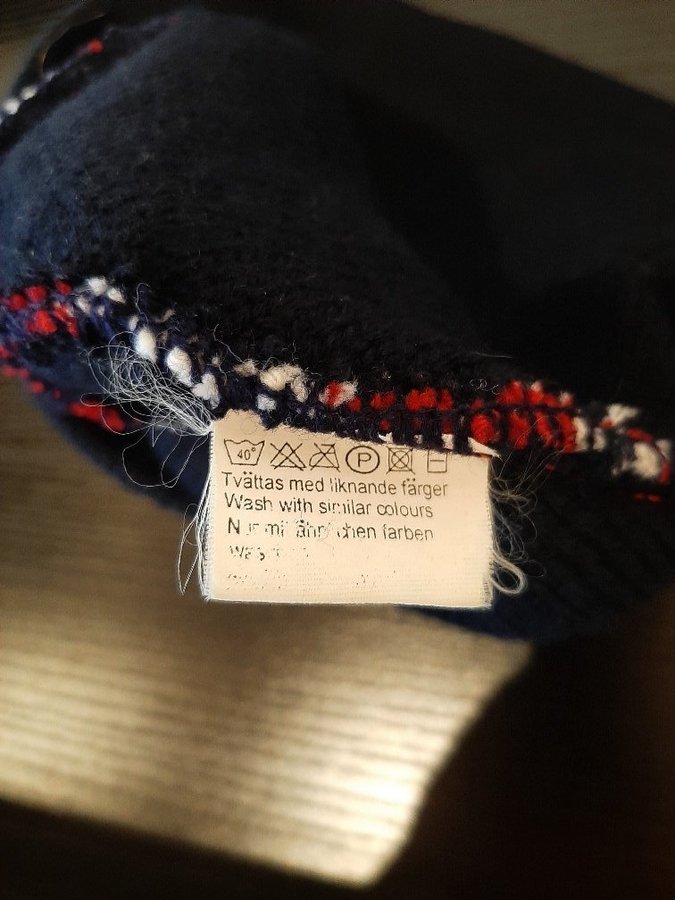 40° P
Tvättas med liknande färger
Wash with similar colours
farben